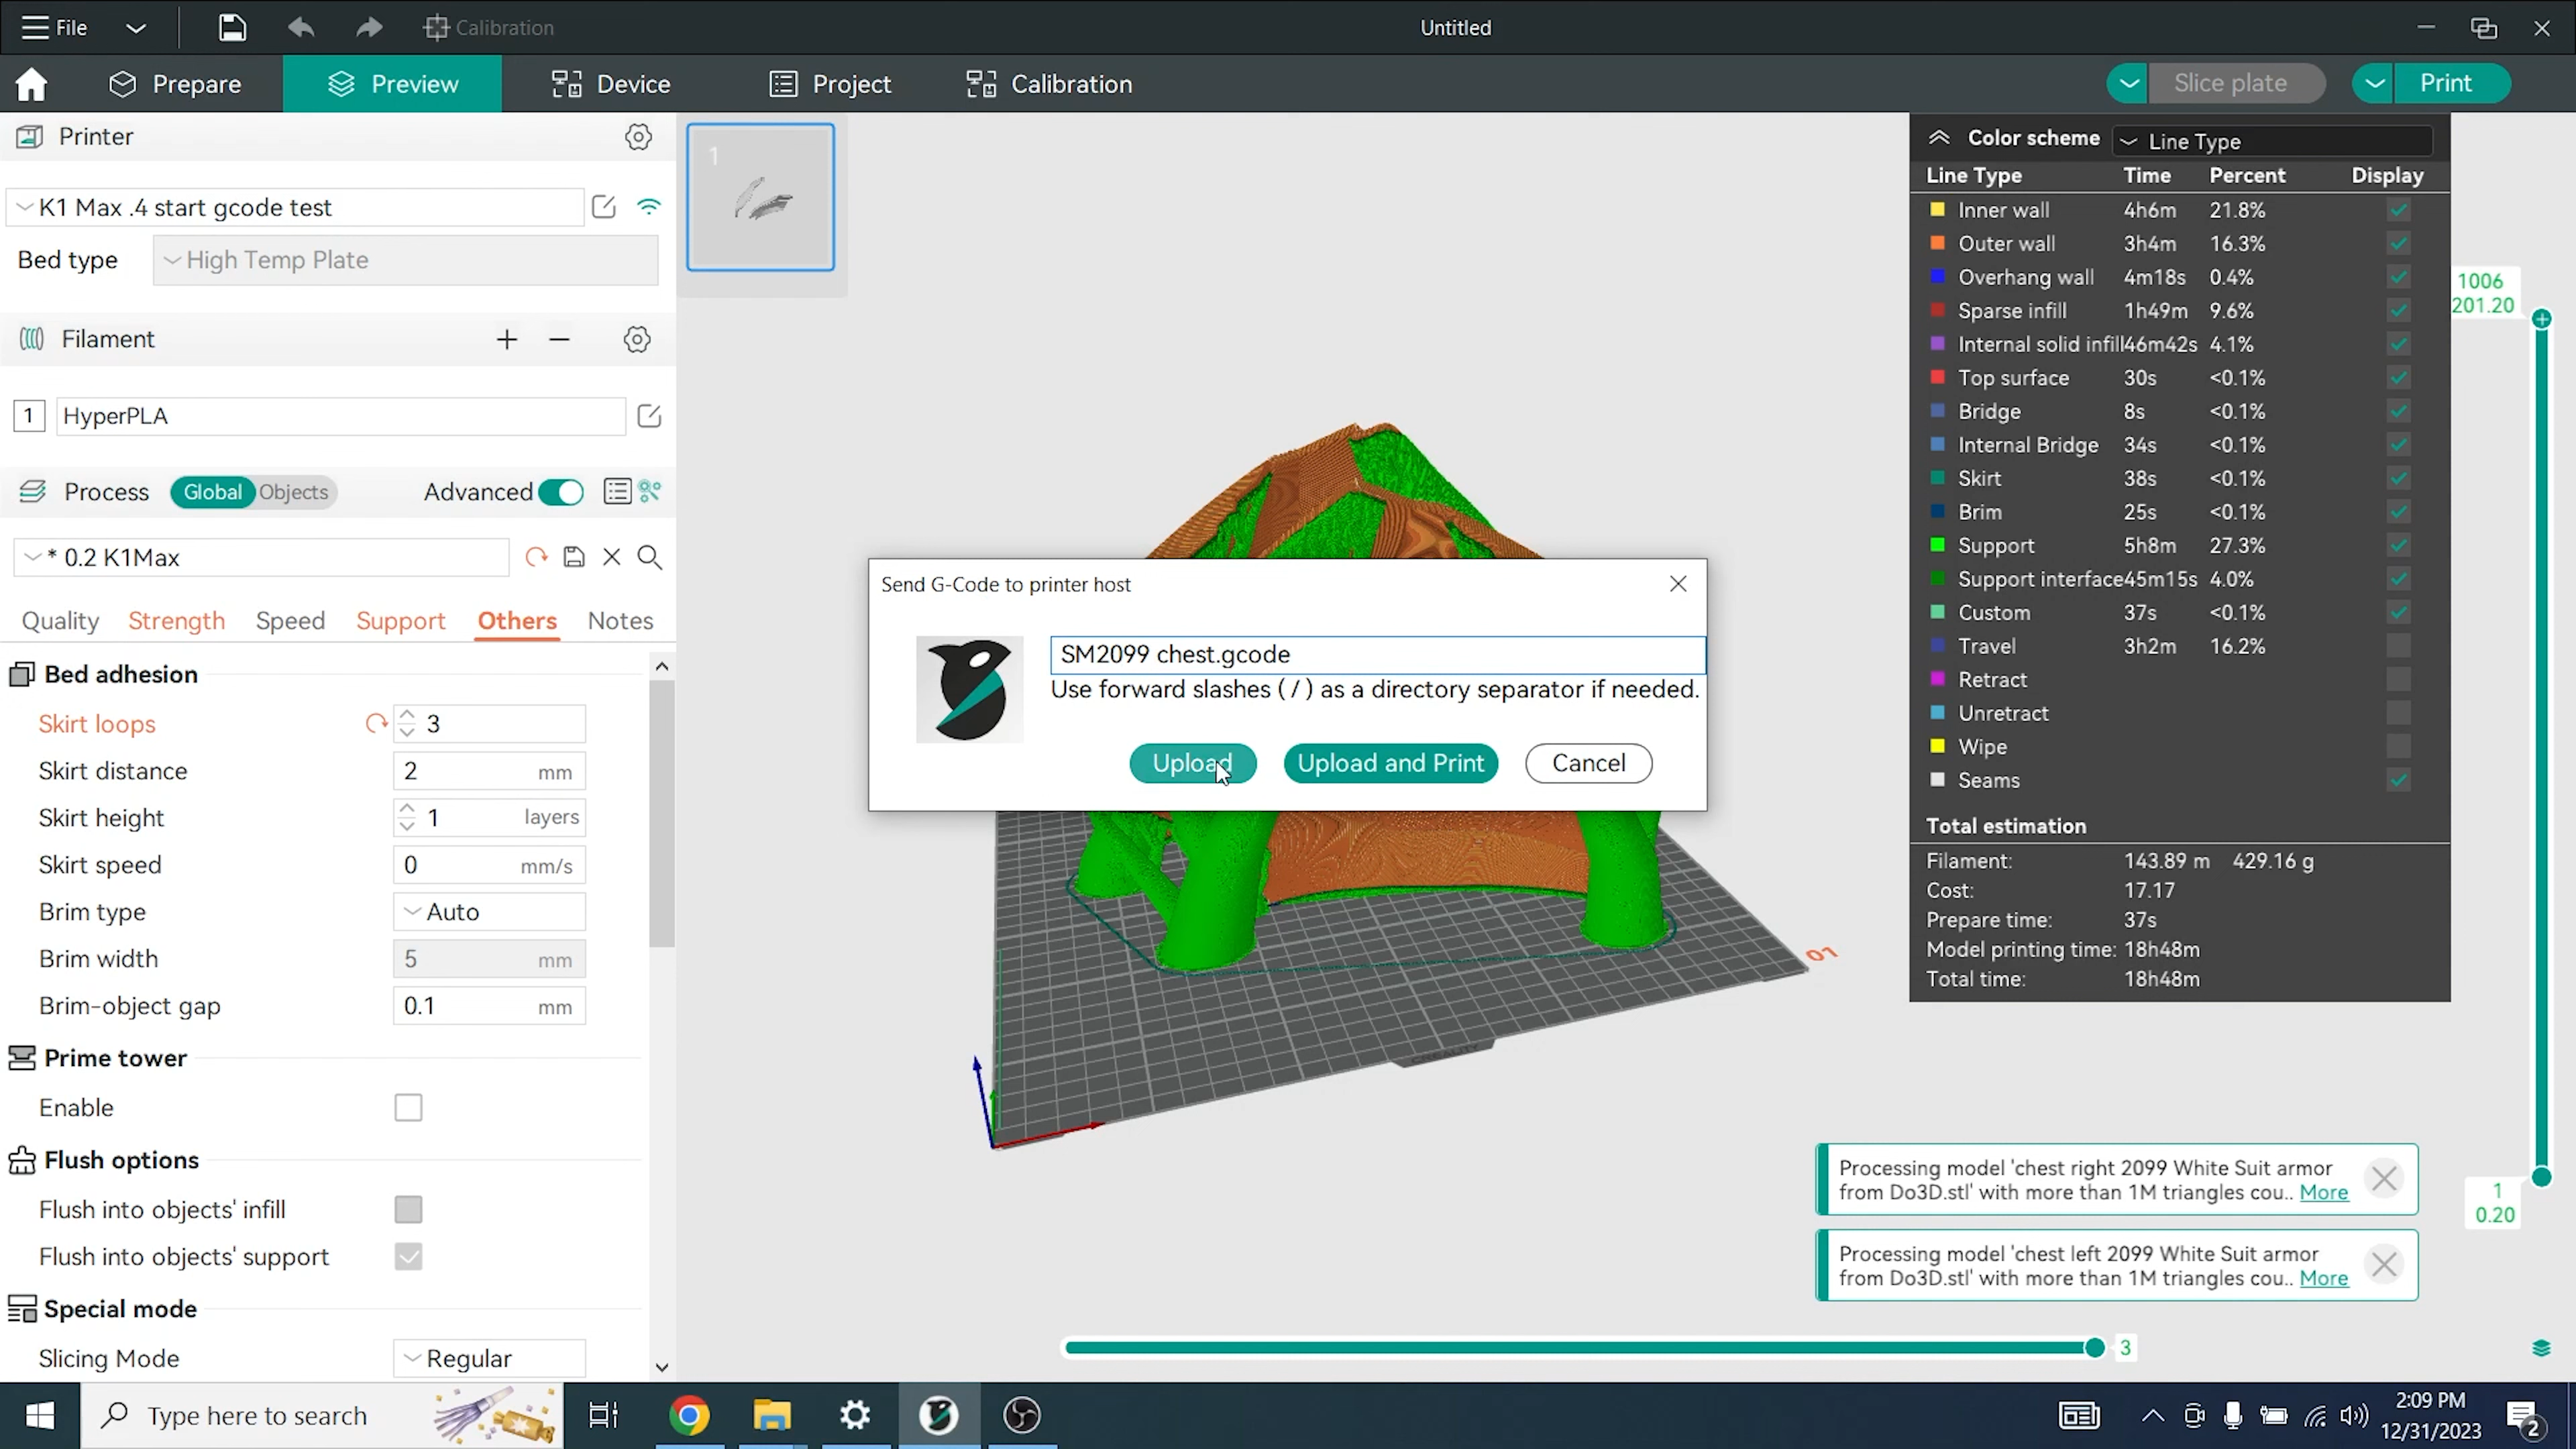 File
Calibration
Untitled
Prepare
Preview
Device
Project
Calibration
Slice plate
Print
Printer
K1 Max .4 start gcode test
Bed type
High Temp Plate
Filament
1
HyperPLA
Process
Global
Objects
Advanced
* 0.2 K1Max
Quality
Strength
Speed
Support
Others
Notes
Bed adhesion
Skirt loops 3
Skirt distance 2 mm
Skirt height 1 layers
Skirt speed 0 mm/s
Brim type Auto
Brim width 5 mm
Brim-object gap 0.1 mm
Prime tower
Enable
Flush options
Flush into objects' infill
Flush into objects' support
Special mode
Slicing Mode Regular
1
Send G-Code to printer host
SM2099 chest.gcode
Use forward slashes ( / ) as a directory separator if needed.
Upload
Upload and Print
Cancel
CREALITY
01
Color scheme Line Type
Line Type Time Percent Display
Inner wall 4h6m 21.8%
Outer wall 3h4m 16.3%
Overhang wall 4m18s 0.4%
Sparse infill 1h49m 9.6%
Internal solid infill 46m42s 4.1%
Top surface 30s <0.1%
Bridge 8s <0.1%
Internal Bridge 34s <0.1%
Skirt 38s <0.1%
Brim 25s <0.1%
Support 5h8m 27.3%
Support interface 45m15s 4.0%
Custom 37s <0.1%
Travel 3h2m 16.2%
Retract
Unretract
Wipe
Seams
Total estimation
Filament: 143.89 m 429.16 g
Cost: 17.17
Prepare time: 37s
Model printing time: 18h48m
Total time: 18h48m
1006
201.20
1
0.20
Processing model 'chest right 2099 White Suit armor
from Do3D.stl' with more than 1M triangles cou.. More
Processing model 'chest left 2099 White Suit armor
from Do3D.stl' with more than 1M triangles cou.. More
3
Type here to search
2:09 PM
12/31/2023
2